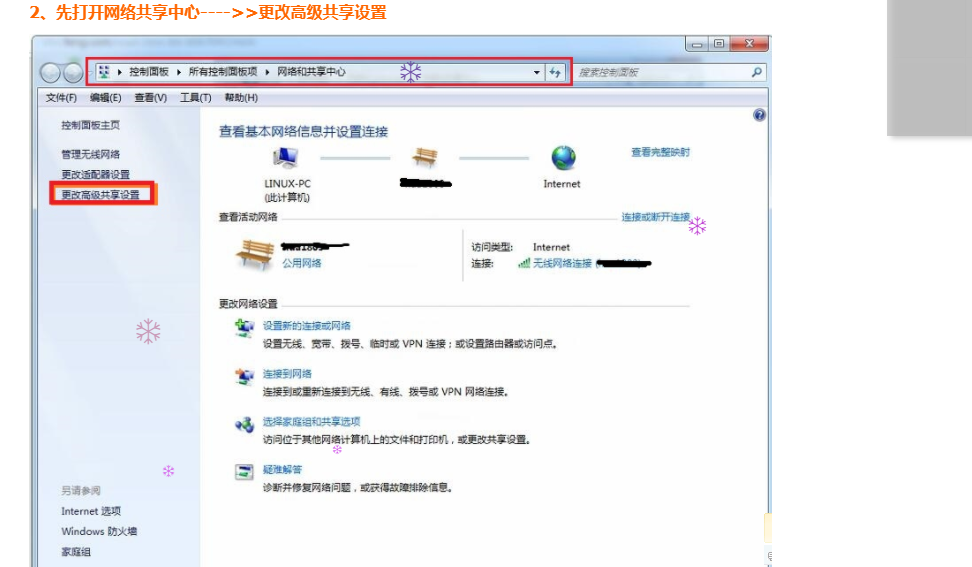 2、先打开网络共享中心---->>更改高级共享设置
控制面板 ▸ 所有控制面板项 ▸ 网络和共享中心
搜索控制面板
文件(F) 编辑(E) 查看(V) 工具(T) 帮助(H)
控制面板主页
管理无线网络
更改适配器设置
更改高级共享设置
查看基本网络信息并设置连接
查看完整映射
LINUX-PC
(此计算机)
Internet
查看活动网络
连接或断开连接
公用网络
访问类型: Internet
连接: 无线网络连接
更改网络设置
设置新的连接或网络
设置无线、宽带、拨号、临时或 VPN 连接；或设置路由器或访问点。
连接到网络
连接到或重新连接到无线、有线、拨号或 VPN 网络连接。
选择家庭组和共享选项
访问位于其他网络计算机上的文件和打印机，或更改共享设置。
疑难解答
诊断并修复网络问题，或获得故障排除信息。
另请参阅
Internet 选项
Windows 防火墙
家庭组